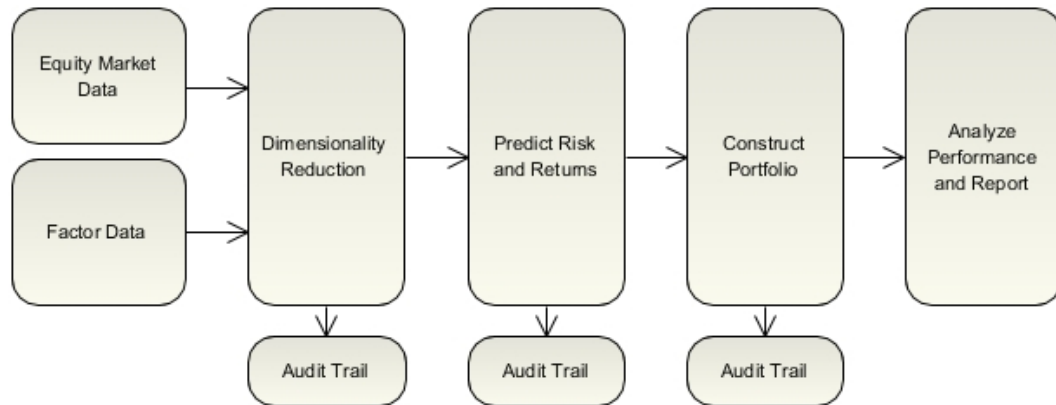 Equity Market
Data
Factor Data
Dimensionality
Reduction
Predict Risk
and Returns
Construct
Portfolio
Analyze
Performance
and Report
Audit Trail
Audit Trail
Audit Trail